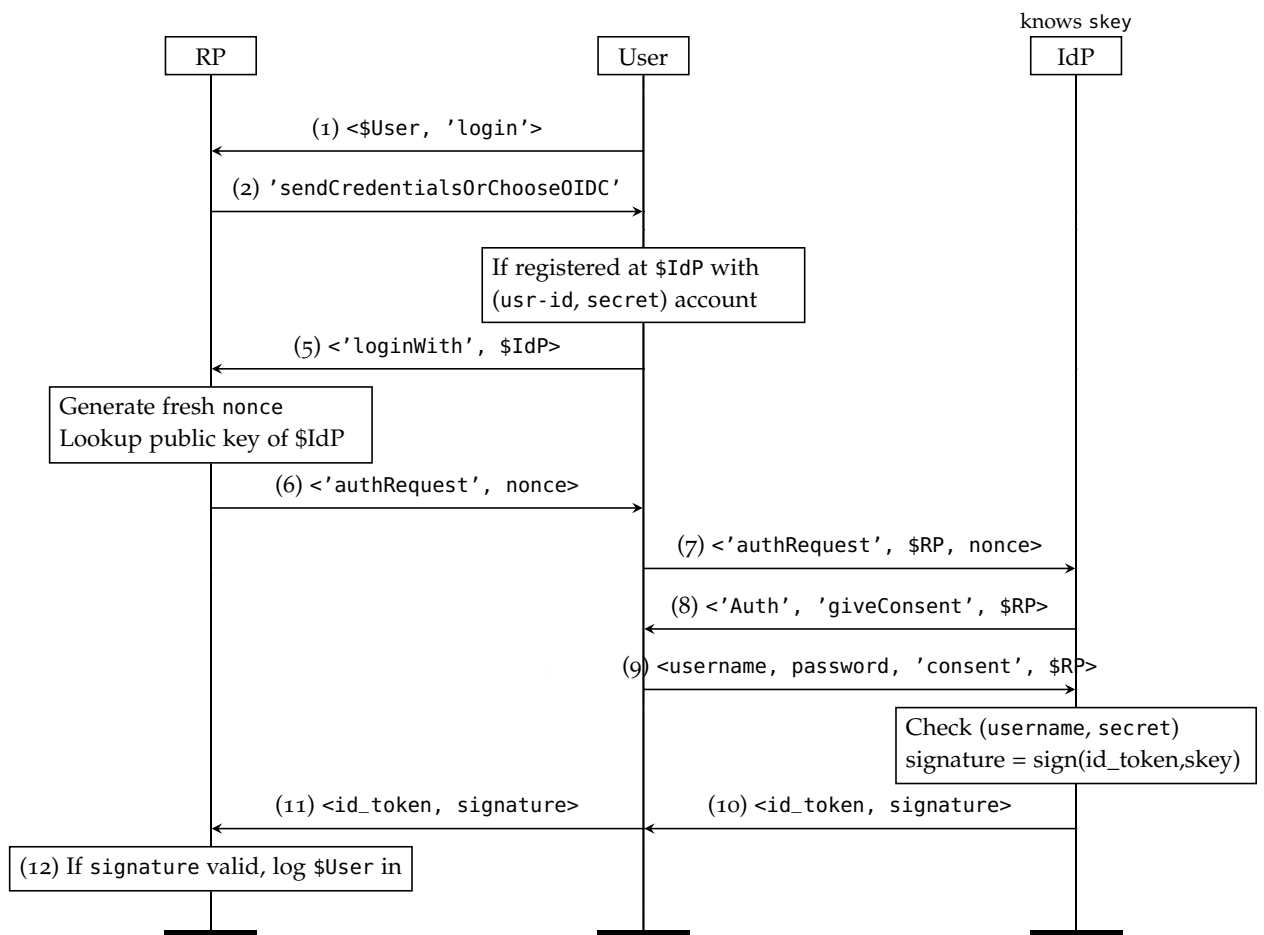 knows skey
RP
User
IdP
(1) <$User, ’login’>
(2) ’sendCredentialsOrChooseOIDC’
If registered at $IdP with
(usr-id, secret) account
(5) <’loginWith’, $IdP>
Generate fresh nonce
Lookup public key of $IdP
(6) <’authRequest’, nonce>
(7) <’authRequest’, $RP, nonce>
(8) <’Auth’, ’giveConsent’, $RP>
(9) <username, password, ’consent’, $RP>
Check (username, secret)
signature = sign(id_token,skey)
(11) <id_token, signature>
(10) <id_token, signature>
(12) If signature valid, log $User in